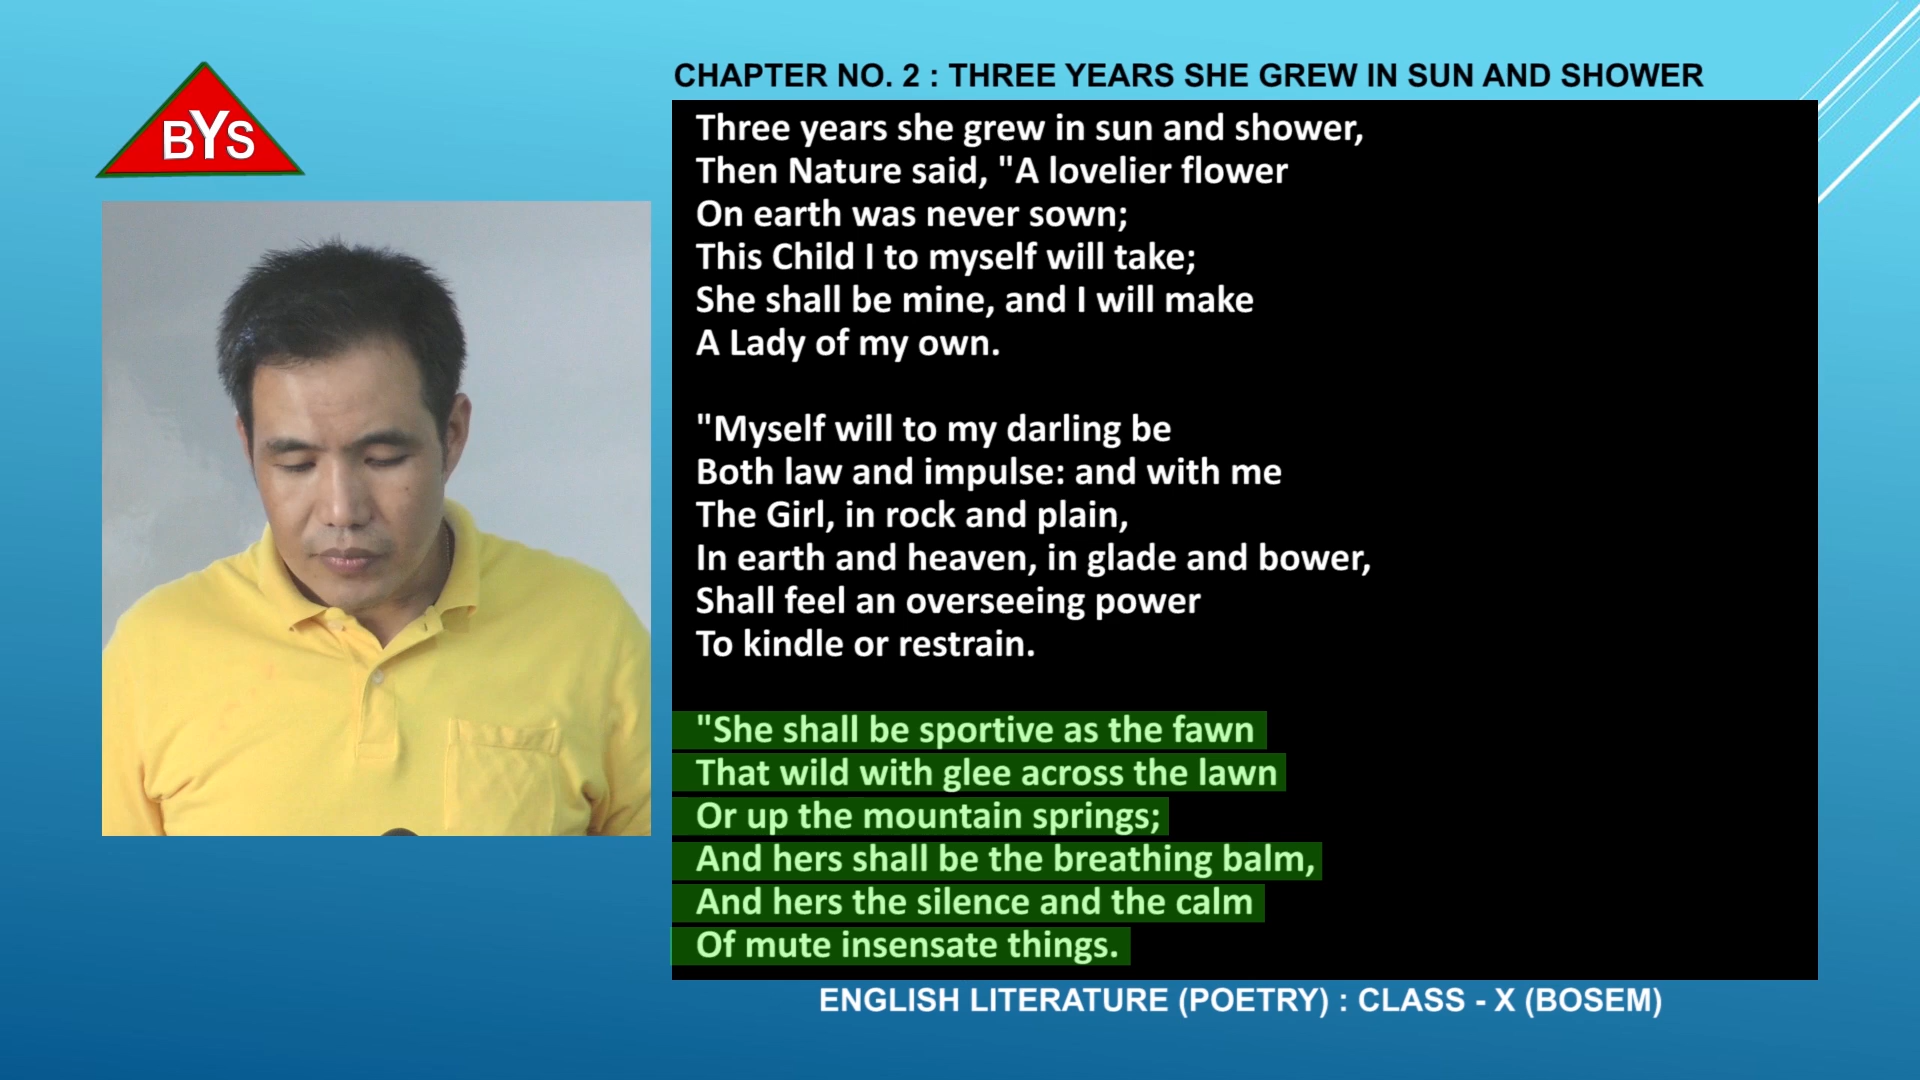 BYS
CHAPTER NO. 2 : THREE YEARS SHE GREW IN SUN AND SHOWER
Three years she grew in sun and shower,
Then Nature said, "A lovelier flower
On earth was never sown;
This Child I to myself will take;
She shall be mine, and I will make
A Lady of my own.
"Myself will to my darling be
Both law and impulse: and with me
The Girl, in rock and plain,
In earth and heaven, in glade and bower,
Shall feel an overseeing power
To kindle or restrain.
"She shall be sportive as the fawn
That wild with glee across the lawn
Or up the mountain springs;
And hers shall be the breathing balm,
And hers the silence and the calm
Of mute insensate things.
ENGLISH LITERATURE (POETRY) : CLASS - X (BOSEM)